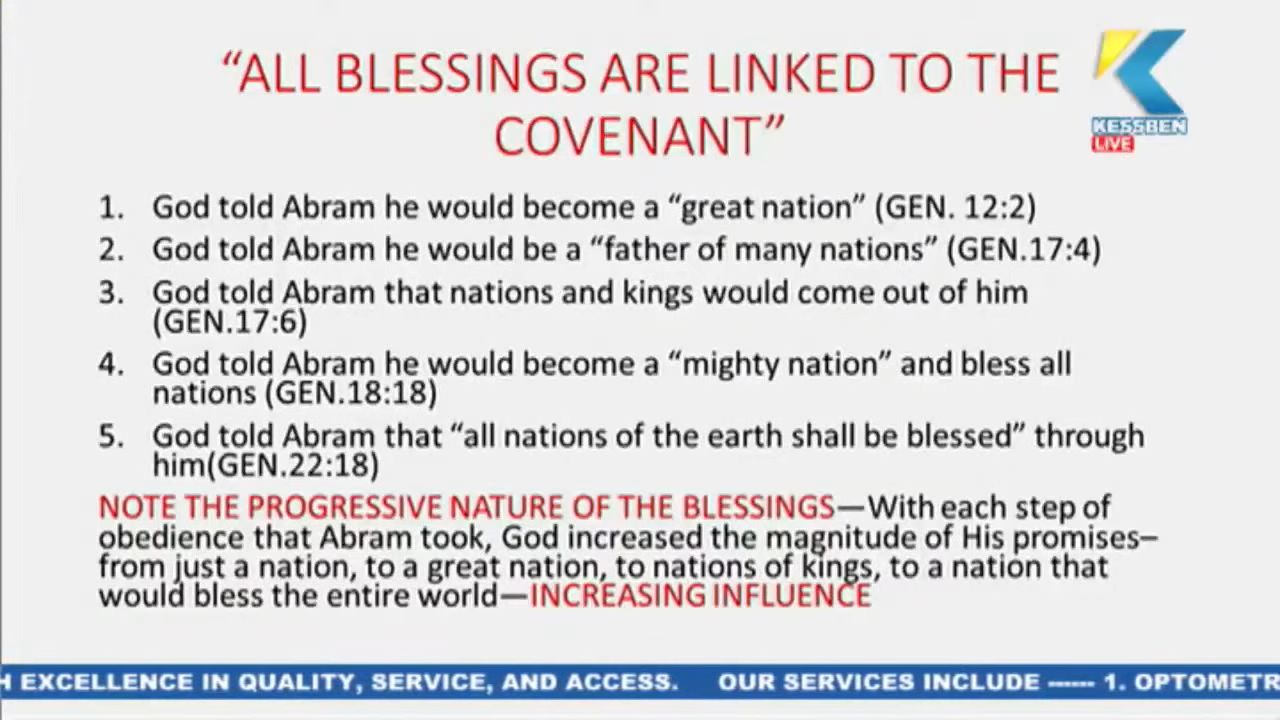 “ALL BLESSINGS ARE LINKED TO THE
COVENANT”
KESSBEN
LIVE
1. God told Abram he would become a “great nation” (GEN. 12:2)
2. God told Abram he would be a “father of many nations” (GEN.17:4)
3. God told Abram that nations and kings would come out of him
(GEN.17:6)
4. God told Abram he would become a “mighty nation” and bless all
nations (GEN.18:18)
5. God told Abram that “all nations of the earth shall be blessed” through
him(GEN.22:18)
NOTE THE PROGRESSIVE NATURE OF THE BLESSINGS—With each step of
obedience that Abram took, God increased the magnitude of His promises–
from just a nation, to a great nation, to nations of kings, to a nation that
would bless the entire world—INCREASING INFLUENCE
H EXCELLENCE IN QUALITY, SERVICE, AND ACCESS. OUR SERVICES INCLUDE ------ 1. OPTOMETR